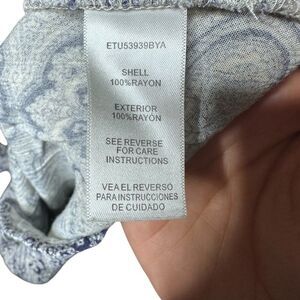 ETU53939BYA
SHELL
100%RAYON
EXTERIOR
100%RAYON
SEE REVERSE
FOR CARE
INSTRUCTIONS
VEA EL REVERSO
PARA INSTRUCCIONES
DE CUIDADO